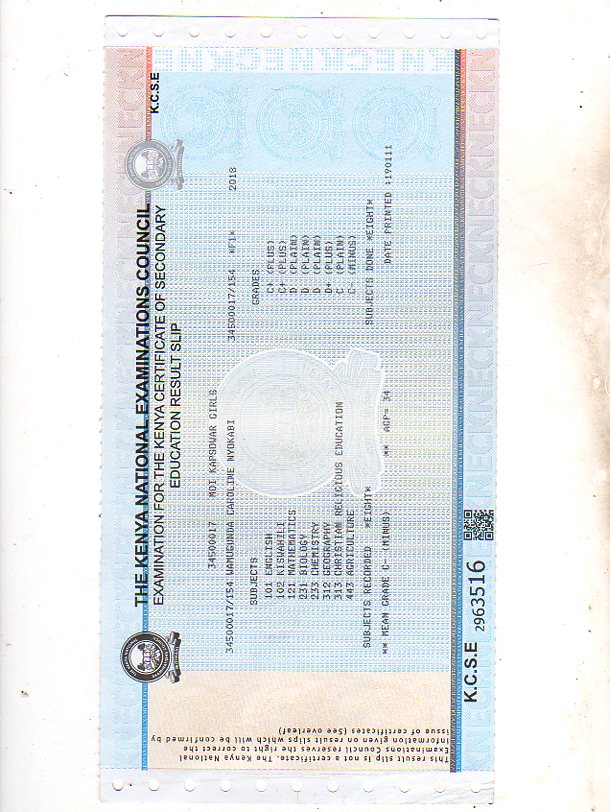 THE KENYA NATIONAL EXAMINATIONS COUNCIL
K.C.S.E
EXAMINATION FOR THE KENYA CERTIFICATE OF SECONDARY
EDUCATION RESULT SLIP
34500017 MOI KAPSOWAR GIRLS
34500017/154 WAMUGUNDA CAROLINE NYOKABI 34500017/154 *F1* 2018
SUBJECTS GRADES
101 ENGLISH C+ (PLUS)
102 KISWAHILI C+ (PLUS)
121 MATHEMATICS D (PLAIN)
231 BIOLOGY D (PLAIN)
233 CHEMISTRY D (PLAIN)
312 GEOGRAPHY D+ (PLUS)
313 CHRISTIAN RELIGIOUS EDUCATION C (PLAIN)
443 AGRICULTURE C- (MINUS)
SUBJECTS RECORDED *EIGHT* SUBJECTS DONE *EIGHT*
** MEAN GRADE C- (MINUS) ** AGP= 34 DATE PRINTED :190111
K.C.S.E 2963516
This result slip is not a certificate. The Kenya National
Examinations Council reserves the right to correct the
information given on result slips which will be confirmed by
issue of certificates (See overleaf)